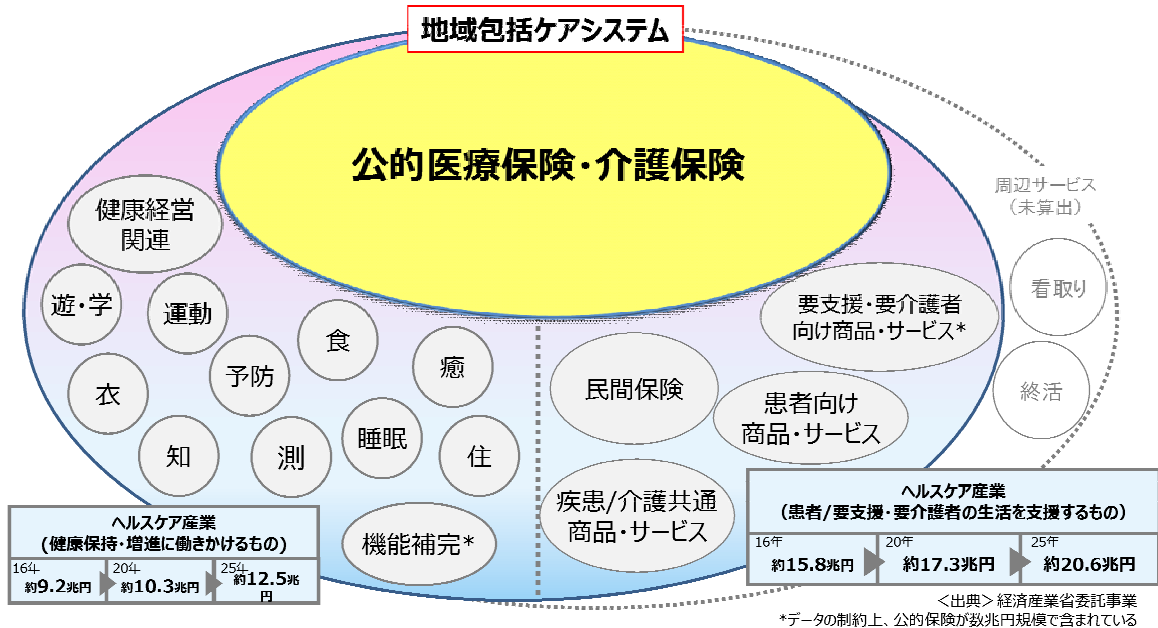 地域包括ケアシステム
公的医療保険・介護保険
周辺サービス
（未算出）
看取り
終活
健康経営
関連
遊・学
運動
食
癒
衣
予防
知
測
睡眠
住
機能補完*
要支援・要介護者
向け商品・サービス*
民間保険
患者向け
商品・サービス
疾患/介護共通
商品・サービス
ヘルスケア産業
(健康保持・増進に働きかけるもの)
16年
約9.2兆円
20年
約10.3兆円
25年
約12.5兆
円
ヘルスケア産業
（患者/要支援・要介護者の生活を支援するもの）
16年
約15.8兆円
20年
約17.3兆円
25年
約20.6兆円
＜出典＞経済産業省委託事業
*データの制約上、公的保険が数兆円規模で含まれている